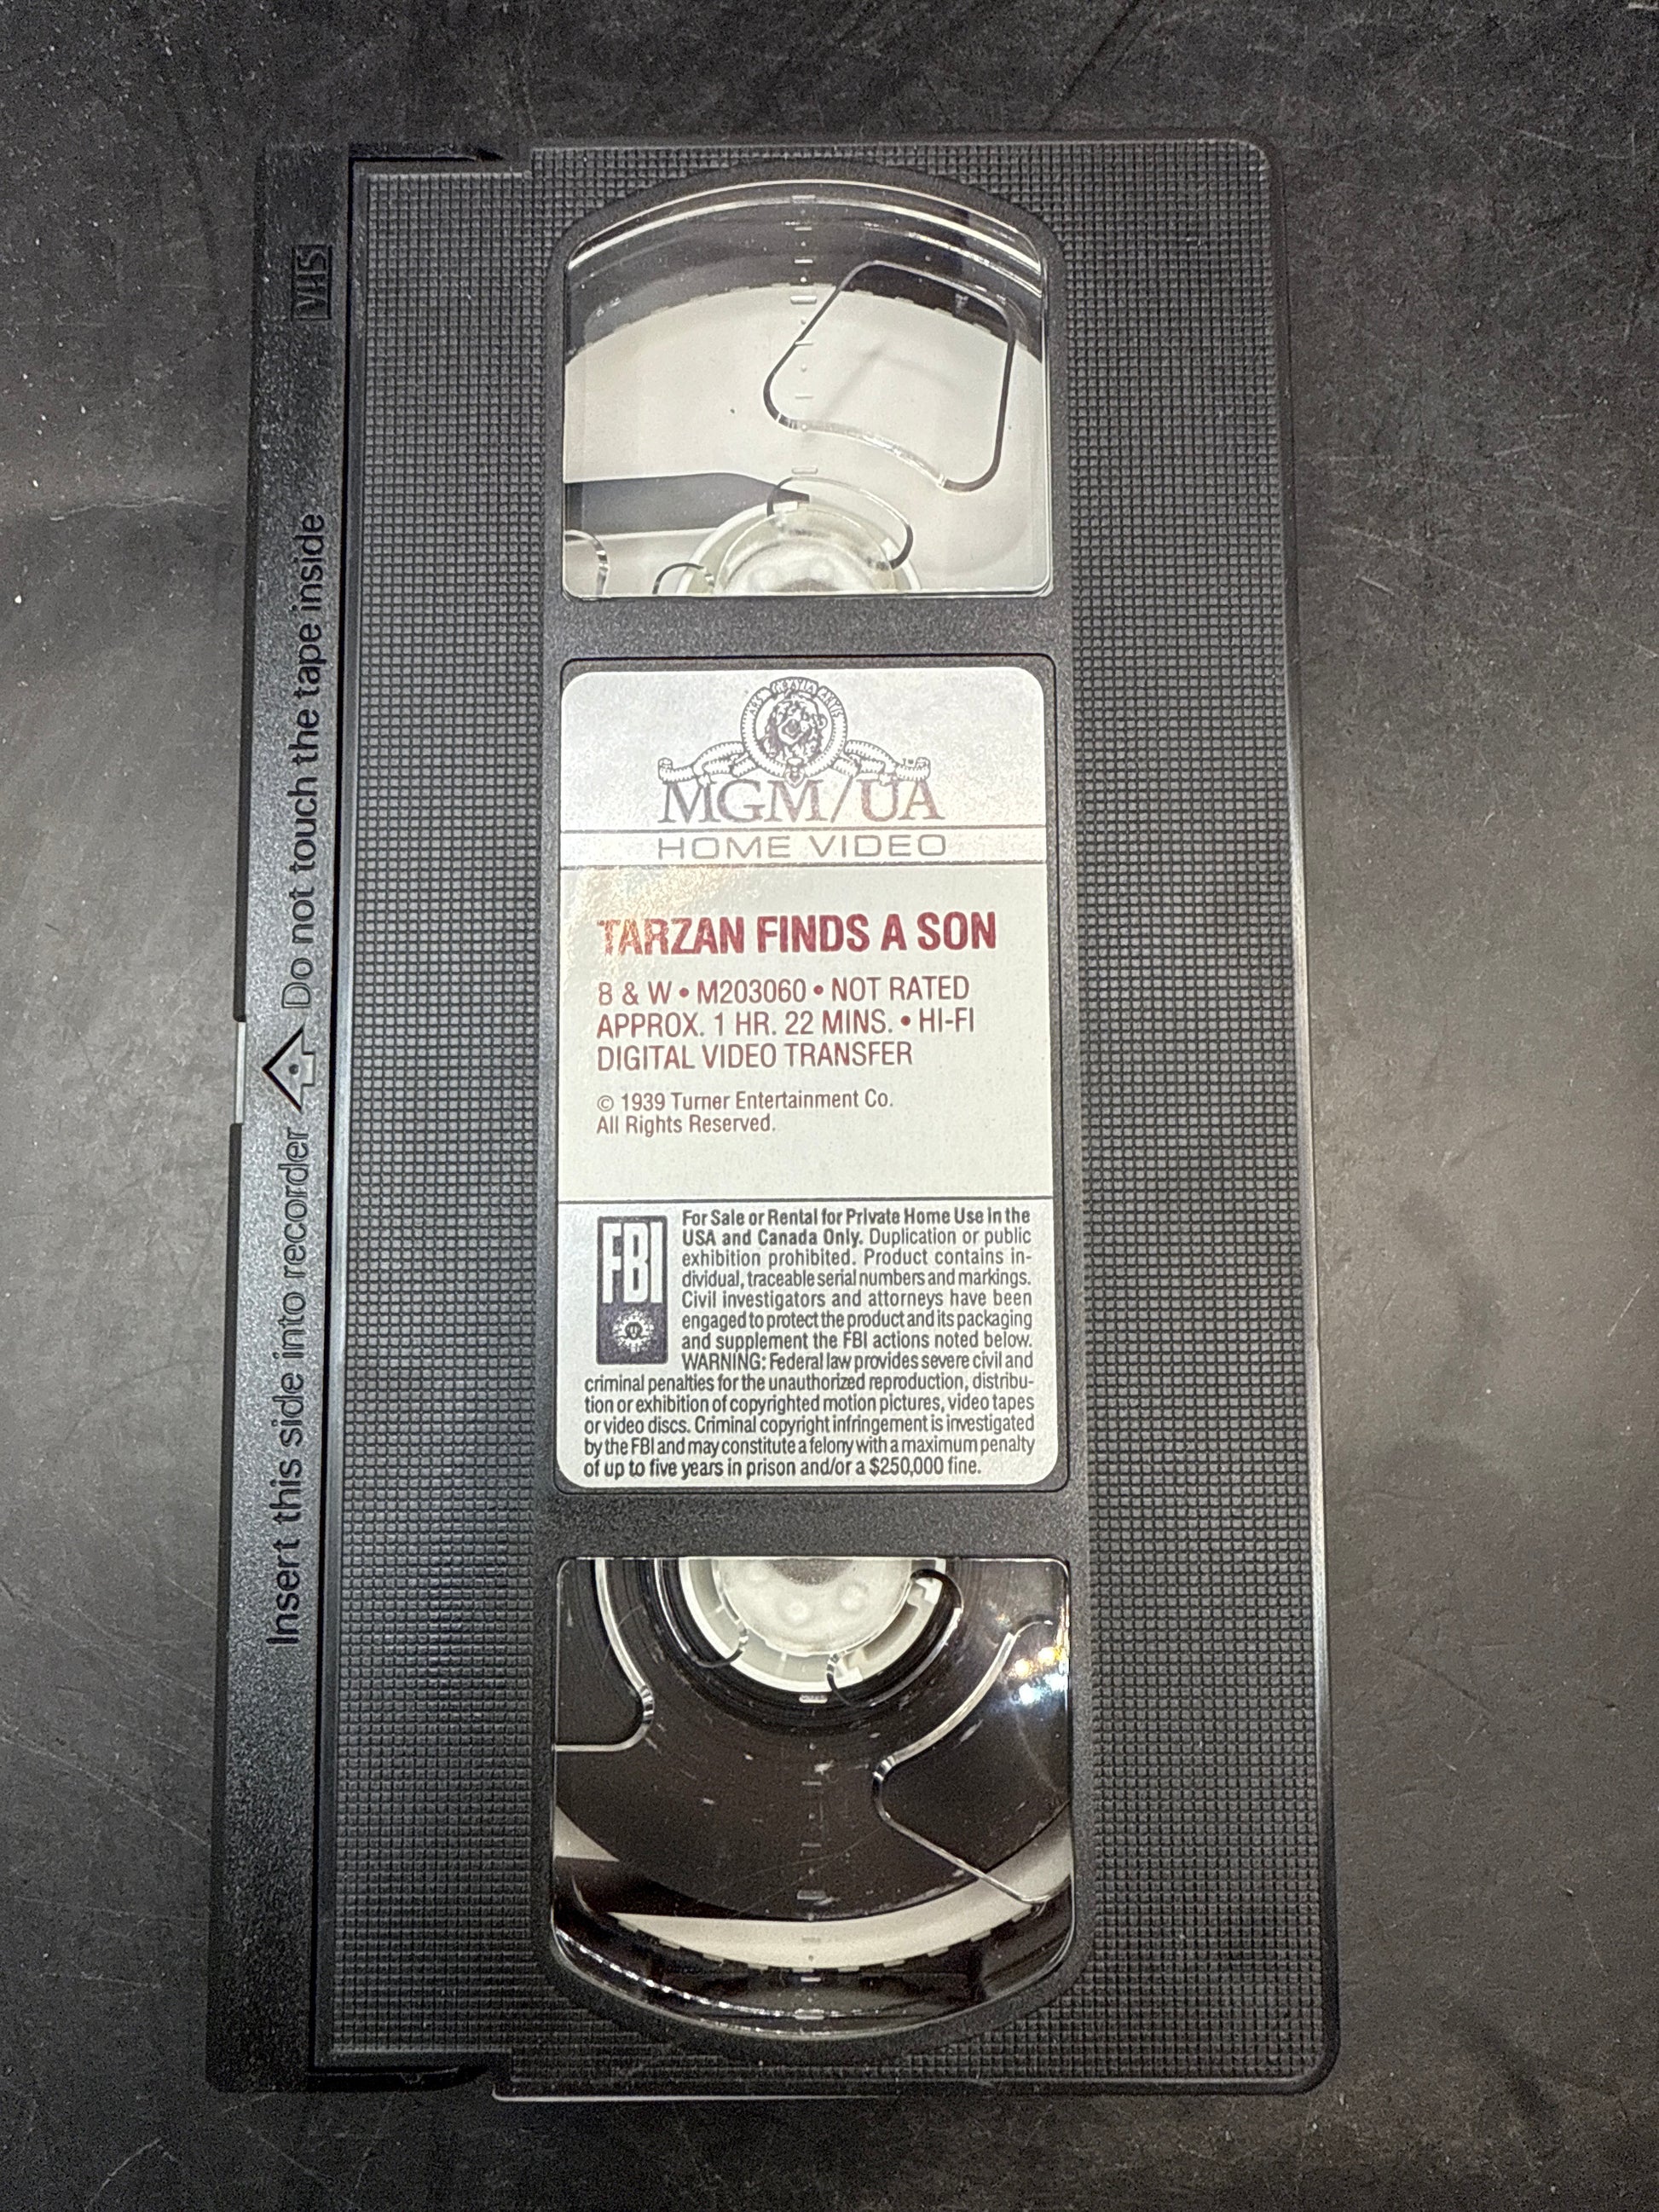 VHS
Insert this side into recorder Do not touch the tape inside
ARS GRATIA ARTIS
MGM/UA
HOME VIDEO
TARZAN FINDS A SON
B & W • M203060 • NOT RATED
APPROX. 1 HR. 22 MINS. • HI-FI
DIGITAL VIDEO TRANSFER
© 1939 Turner Entertainment Co.
All Rights Reserved.
FBI
For Sale or Rental for Private Home Use in the
USA and Canada Only. Duplication or public
exhibition prohibited. Product contains in-
dividual, traceable serial numbers and markings.
Civil investigators and attorneys have been
engaged to protect the product and its packaging
and supplement the FBI actions noted below.
WARNING: Federal law provides severe civil and
criminal penalties for the unauthorized reproduction, distribu-
tion or exhibition of copyrighted motion pictures, video tapes
or video discs. Criminal copyright infringement is investigated
by the FBI and may constitute a felony with a maximum penalty
of up to five years in prison and/or a $250,000 fine.